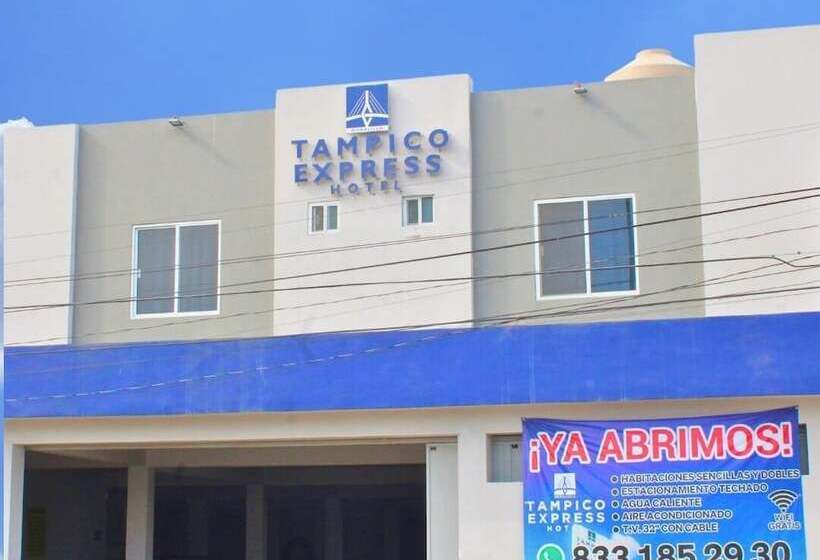 TAMPICO
EXPRESS
HOTEL
¡YA ABRIMOS!
• HABITACIONES SENCILLAS Y DOBLES
• ESTACIONAMIENTO TECHADO
• AGUA CALIENTE
• AIRE ACONDICIONADO
• T.V. 32" CON CABLE
TAMPICO
EXPRESS
HOTEL
WIFI
GRATIS
833 185 29 30